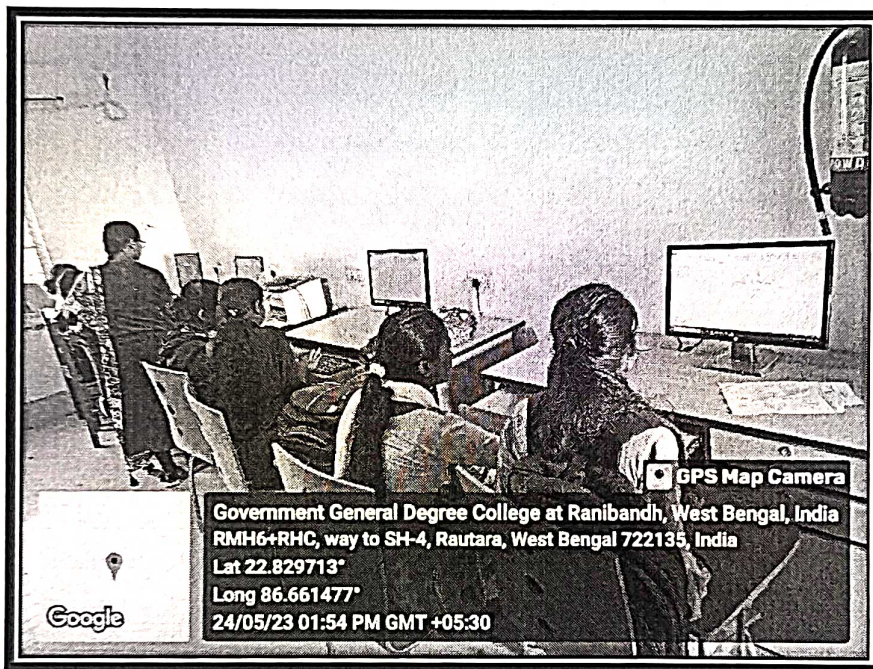 GPS Map Camera
Government General Degree College at Ranibandh, West Bengal, India
RMH6+RHC, way to SH-4, Rautara, West Bengal 722135, India
Lat 22.829713°
Long 86.661477°
24/05/23 01:54 PM GMT +05:30
Google